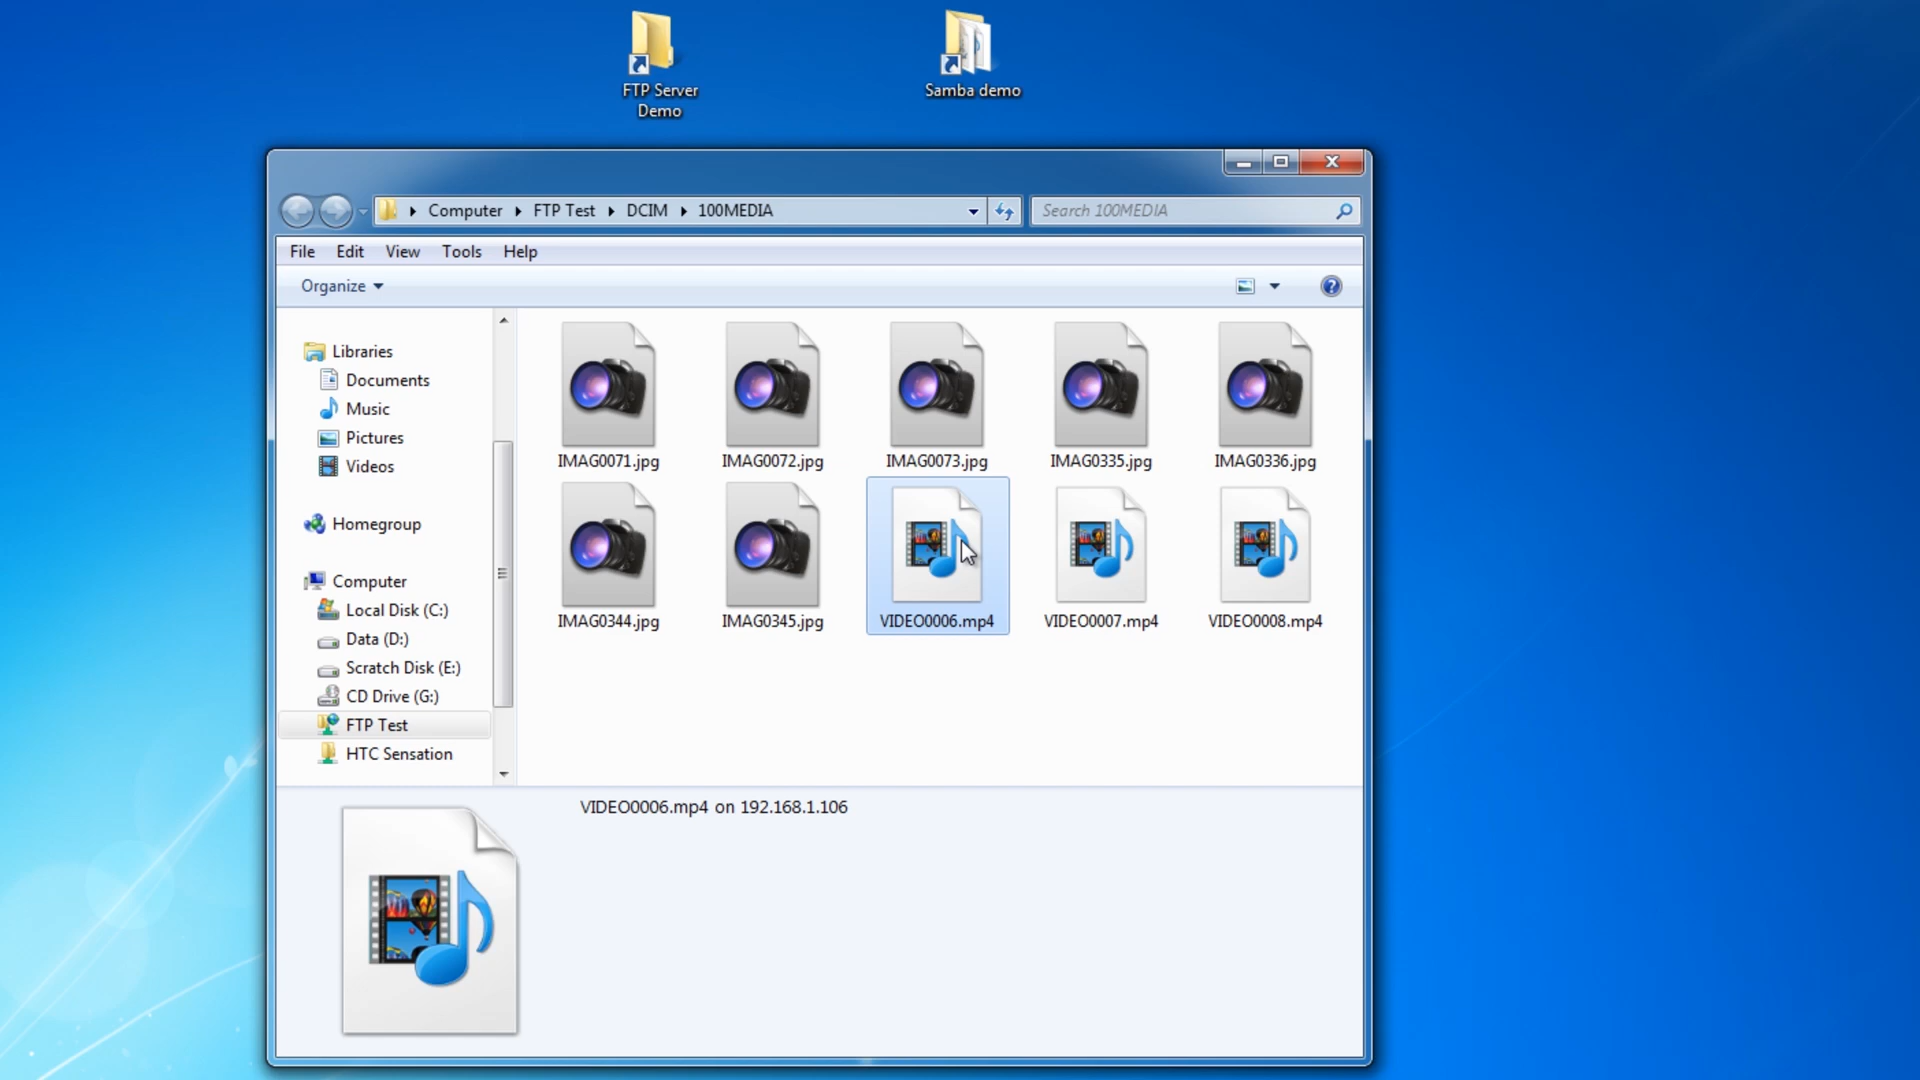 FTP Server
Demo
Samba demo
Computer FTP Test DCIM 100MEDIA
Search 100MEDIA
File Edit View Tools Help
Organize
Libraries
Documents
Music
Pictures
Videos
Homegroup
Computer
Local Disk (C:)
Data (D:)
Scratch Disk (E:)
CD Drive (G:)
FTP Test
HTC Sensation
IMAG0071.jpg IMAG0072.jpg IMAG0073.jpg IMAG0335.jpg IMAG0336.jpg
IMAG0344.jpg IMAG0345.jpg VIDEO0006.mp4 VIDEO0007.mp4 VIDEO0008.mp4
VIDEO0006.mp4 on 192.168.1.106